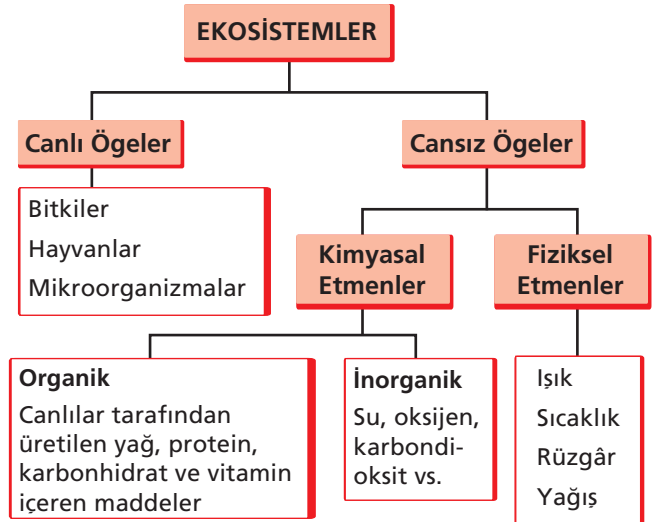 EKOSİSTEMLER
Canlı Ögeler
Cansız Ögeler
Bitkiler
Hayvanlar
Mikroorganizmalar
Kimyasal
Etmenler
Fiziksel
Etmenler
Organik
Canlılar tarafından
üretilen yağ, protein,
karbonhidrat ve vitamin
içeren maddeler
İnorganik
Su, oksijen,
karbondi-
oksit vs.
Işık
Sıcaklık
Rüzgâr
Yağış